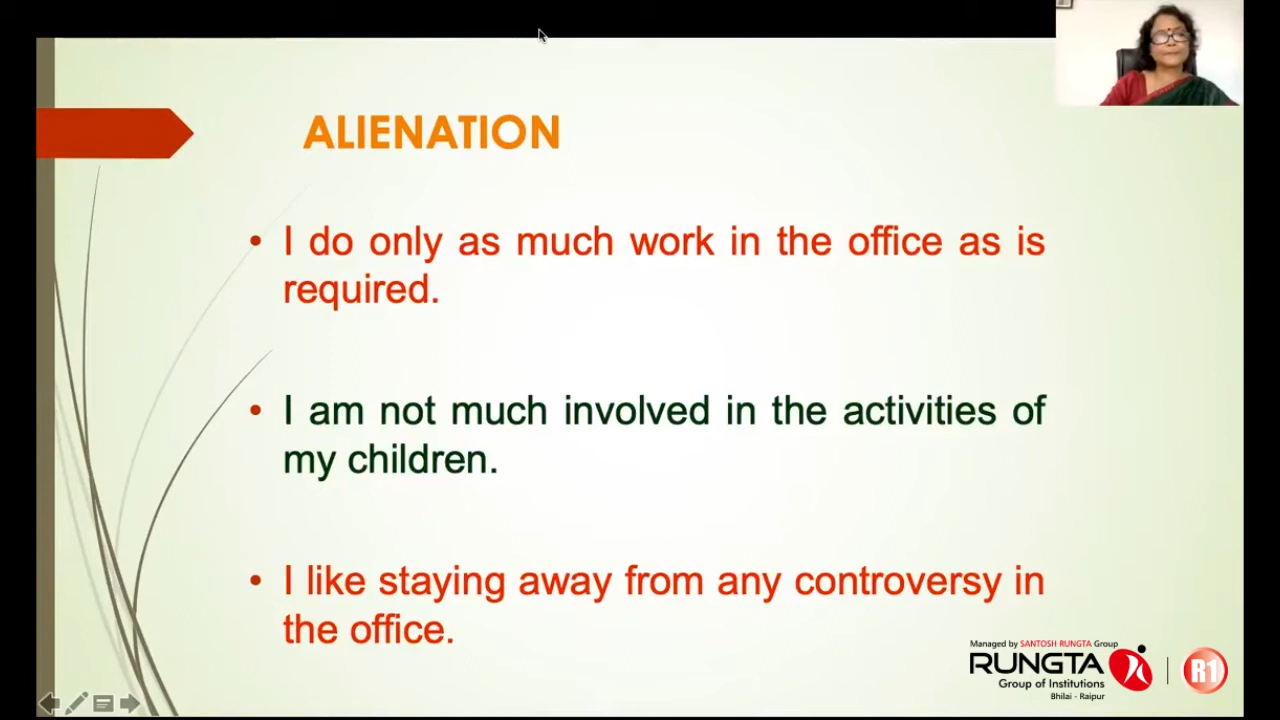 ALIENATION
• I do only as much work in the office as is
required.
• I am not much involved in the activities of
my children.
• I like staying away from any controversy in
the office.
Managed by SANTOSH RUNGTA Group
RUNGTA
Group of Institutions
Bhilai - Raipur
R1